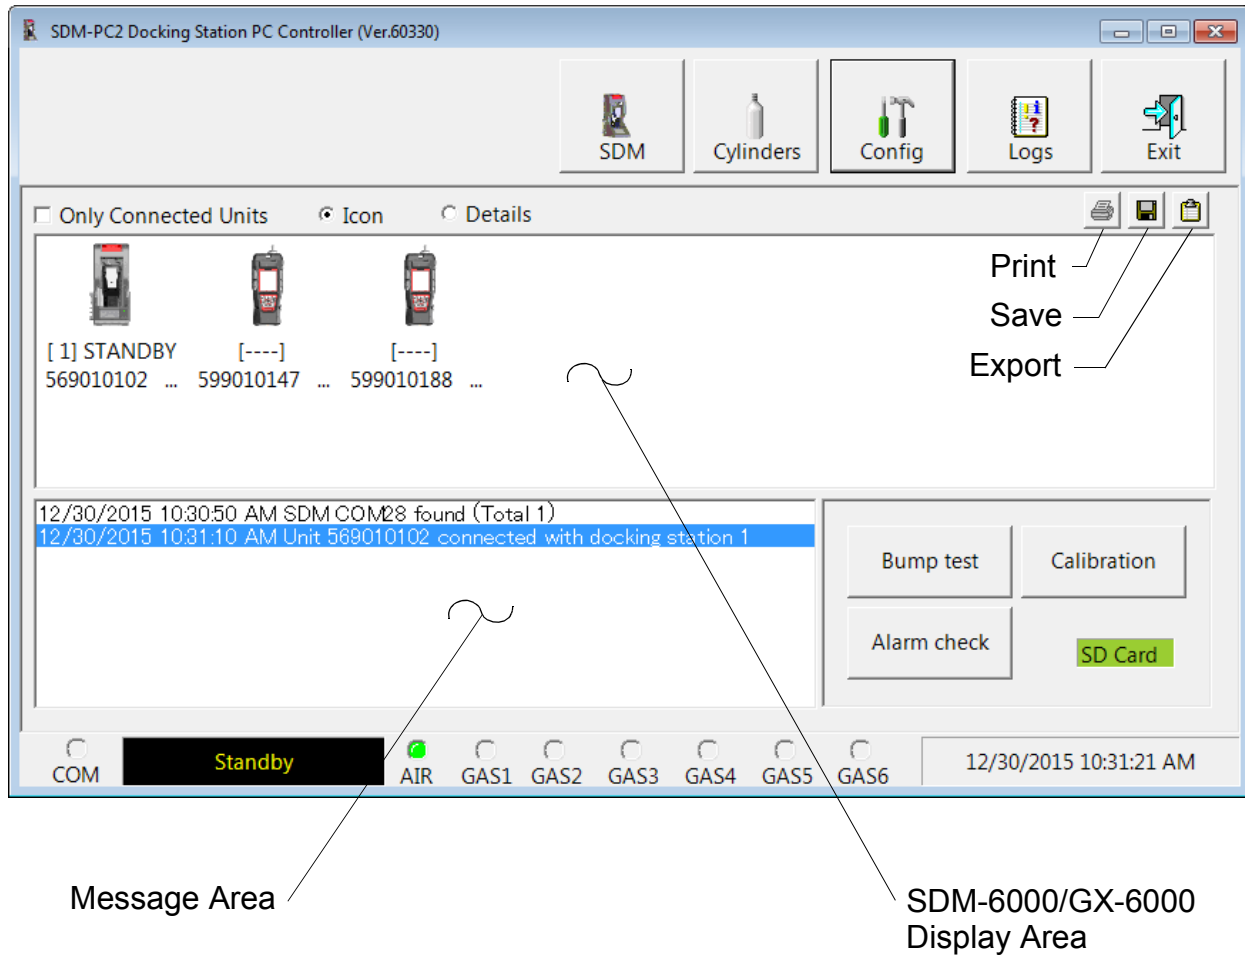 SDM-PC2 Docking Station PC Controller (Ver.60330)
SDM Cylinders Config Logs Exit
Only Connected Units Icon Details
Print
Save
Export
[ 1] STANDBY [----] [----]
569010102 ... 599010147 ... 599010188 ...
12/30/2015 10:30:50 AM SDM COM28 found (Total 1)
12/30/2015 10:31:10 AM Unit 569010102 connected with docking station 1
Bump test Calibration
Alarm check SD Card
COM Standby AIR GAS1 GAS2 GAS3 GAS4 GAS5 GAS6 12/30/2015 10:31:21 AM
Message Area
SDM-6000/GX-6000
Display Area